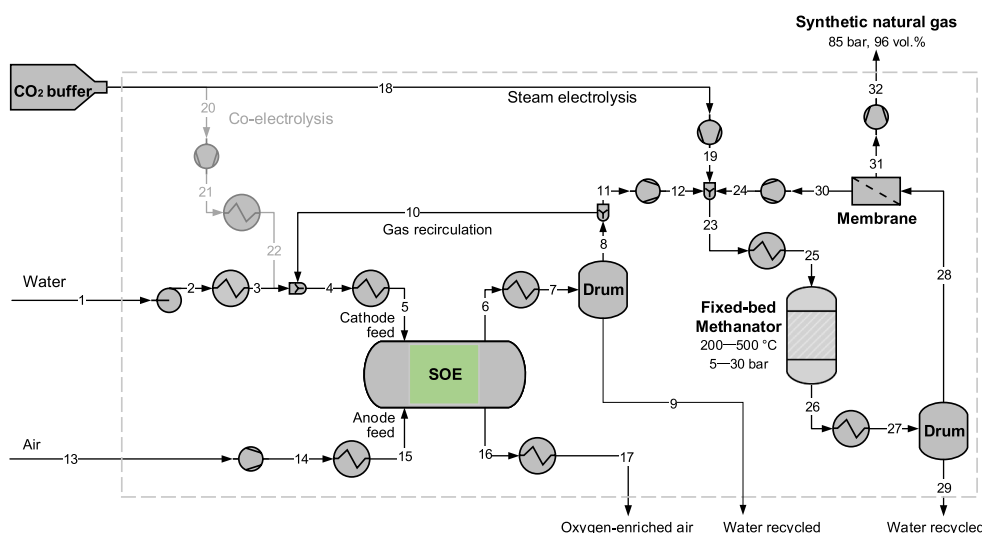 Synthetic natural gas
85 bar, 96 vol.%
CO2 buffer
18
32
20
Steam electrolysis
Co-electrolysis
19
31
21
11
12
24
30
Membrane
10
23
Gas recirculation
8
22
25
28
Water
2
3
4
7
Drum
1
5
6
Fixed-bed
Methanator
200—500 °C
5—30 bar
Cathode
feed
SOE
9
26
Anode
feed
27
Drum
Air
13
14
15
16
17
29
Oxygen-enriched air
Water recycled
Water recycled